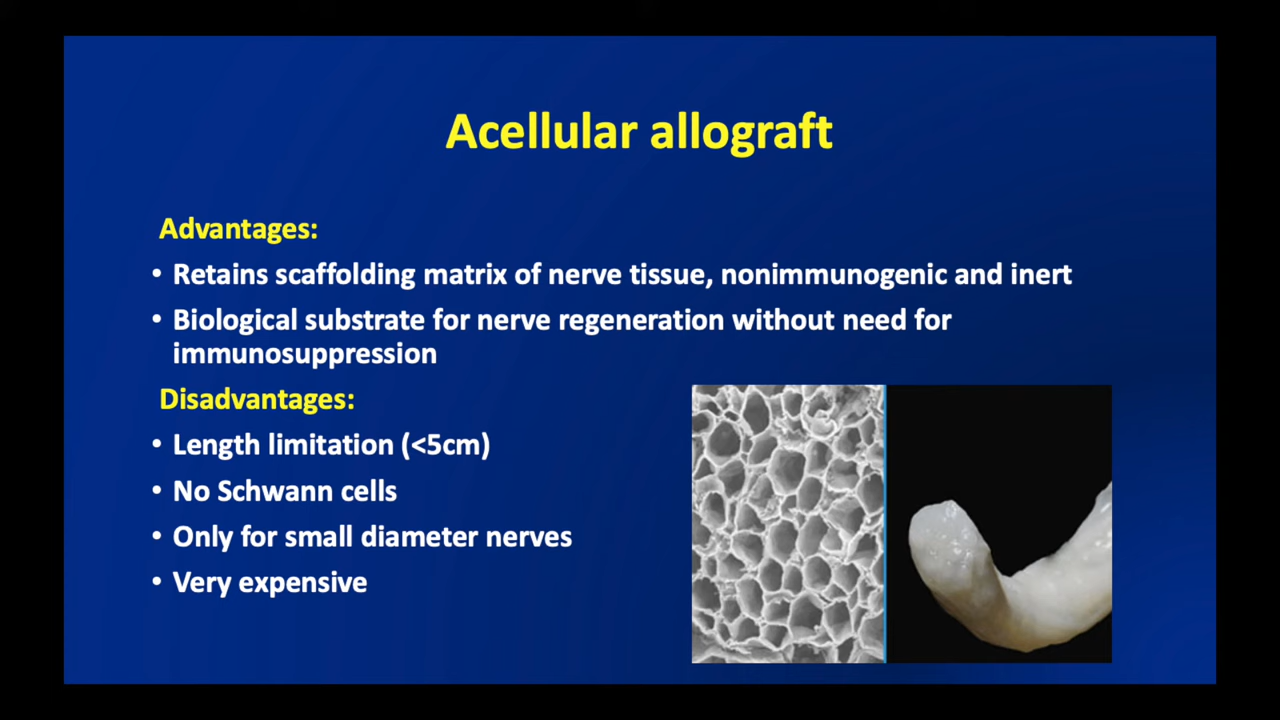 Acellular allograft
Advantages:
• Retains scaffolding matrix of nerve tissue, nonimmunogenic and inert
• Biological substrate for nerve regeneration without need for
immunosuppression
Disadvantages:
• Length limitation (<5cm)
• No Schwann cells
• Only for small diameter nerves
• Very expensive